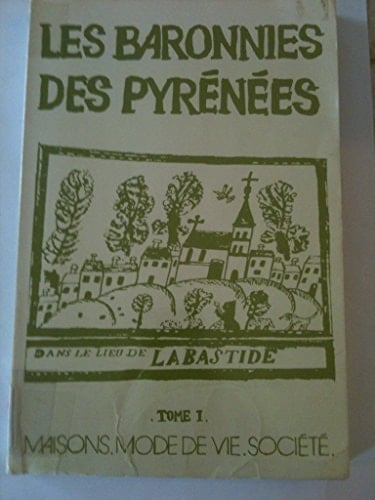 LES BARONNIES
DES PYRÉNÉES
DANS LE LIEU DE LABASTIDE
. TOME I .
MAISONS. MODE DE VIE. SOCIÉTÉ.